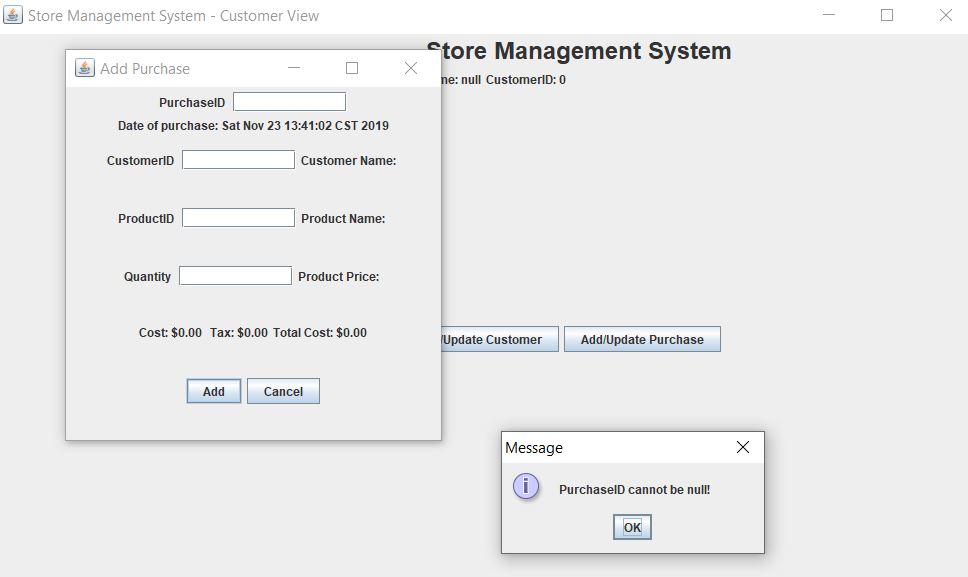 Store Management System - Customer View
Store Management System
me: null CustomerID: 0
Add Purchase
PurchaseID
Date of purchase: Sat Nov 23 13:41:02 CST 2019
CustomerID Customer Name:
ProductID Product Name:
Quantity Product Price:
Cost: $0.00 Tax: $0.00 Total Cost: $0.00
Add Cancel
/Update Customer Add/Update Purchase
Message
PurchaseID cannot be null!
OK